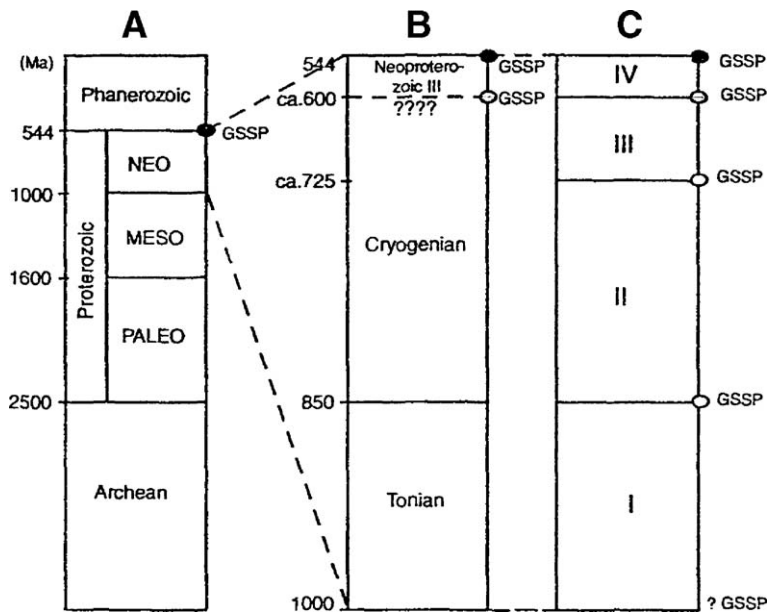 A
B
C
(Ma)
Phanerozoic
544
GSSP
NEO
1000
MESO
1600
PALEO
Proterozoic
2500
Archean
544
Neoprotero-
zoic III
GSSP
ca.600
????
GSSP
ca.725
Cryogenian
850
Tonian
1000
IV
GSSP
GSSP
III
GSSP
II
GSSP
I
? GSSP